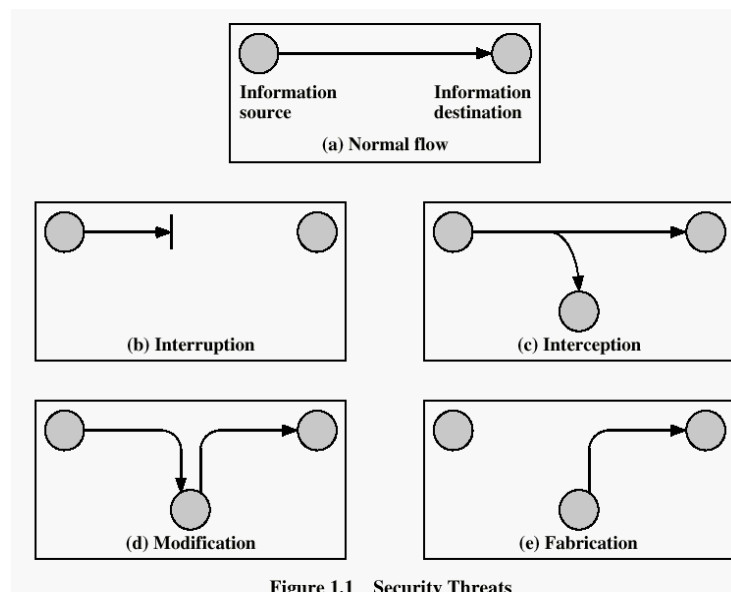 Information
source
Information
destination
(a) Normal flow
(b) Interruption
(c) Interception
(d) Modification
(e) Fabrication
Figure 1.1 Security Threats